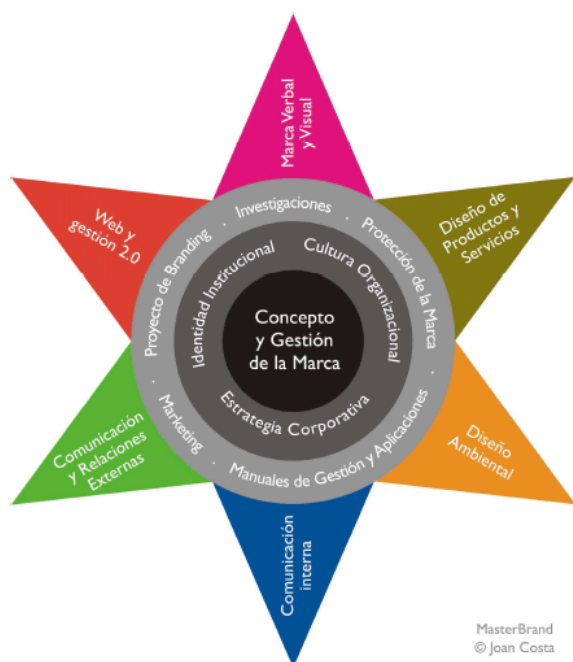 Marca Verbal
y Visual
Web y
gestión 2.0
Diseño de
Productos y
Servicios
Proyecto de Branding · Investigaciones · Protección de la Marca ·
Identidad Institucional
Cultura Organizacional
Concepto
y Gestión
de la Marca
Estrategia Corporativa
· Marketing · Manuales de Gestión y Aplicaciones
Comunicación
y Relaciones
Externas
Diseño
Ambiental
Comunicación
interna
MasterBrand
© Joan Costa